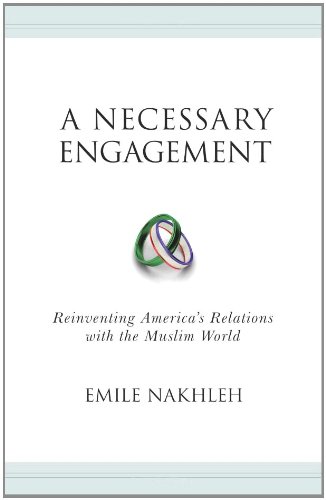 A NECESSARY
ENGAGEMENT
Reinventing America's Relations
with the Muslim World
EMILE NAKHLEH